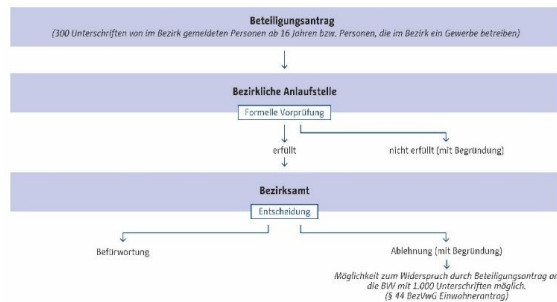 Beteiligungsantrag
(300 Unterschriften von im Bezirk gemeldeten Personen ab 16 Jahren bzw. Personen, die im Bezirk ein Gewerbe betreiben)
Bezirkliche Anlaufstelle
Formelle Vorprüfung
erfüllt
nicht erfüllt (mit Begründung)
Bezirksamt
Entscheidung
Befürwortung
Ablehnung (mit Begründung)
Möglichkeit zum Widerspruch durch Beteiligungsantrag an
die BVV mit 1.000 Unterschriften möglich.
(§ 44 BezVwG Einwohnerantrag)